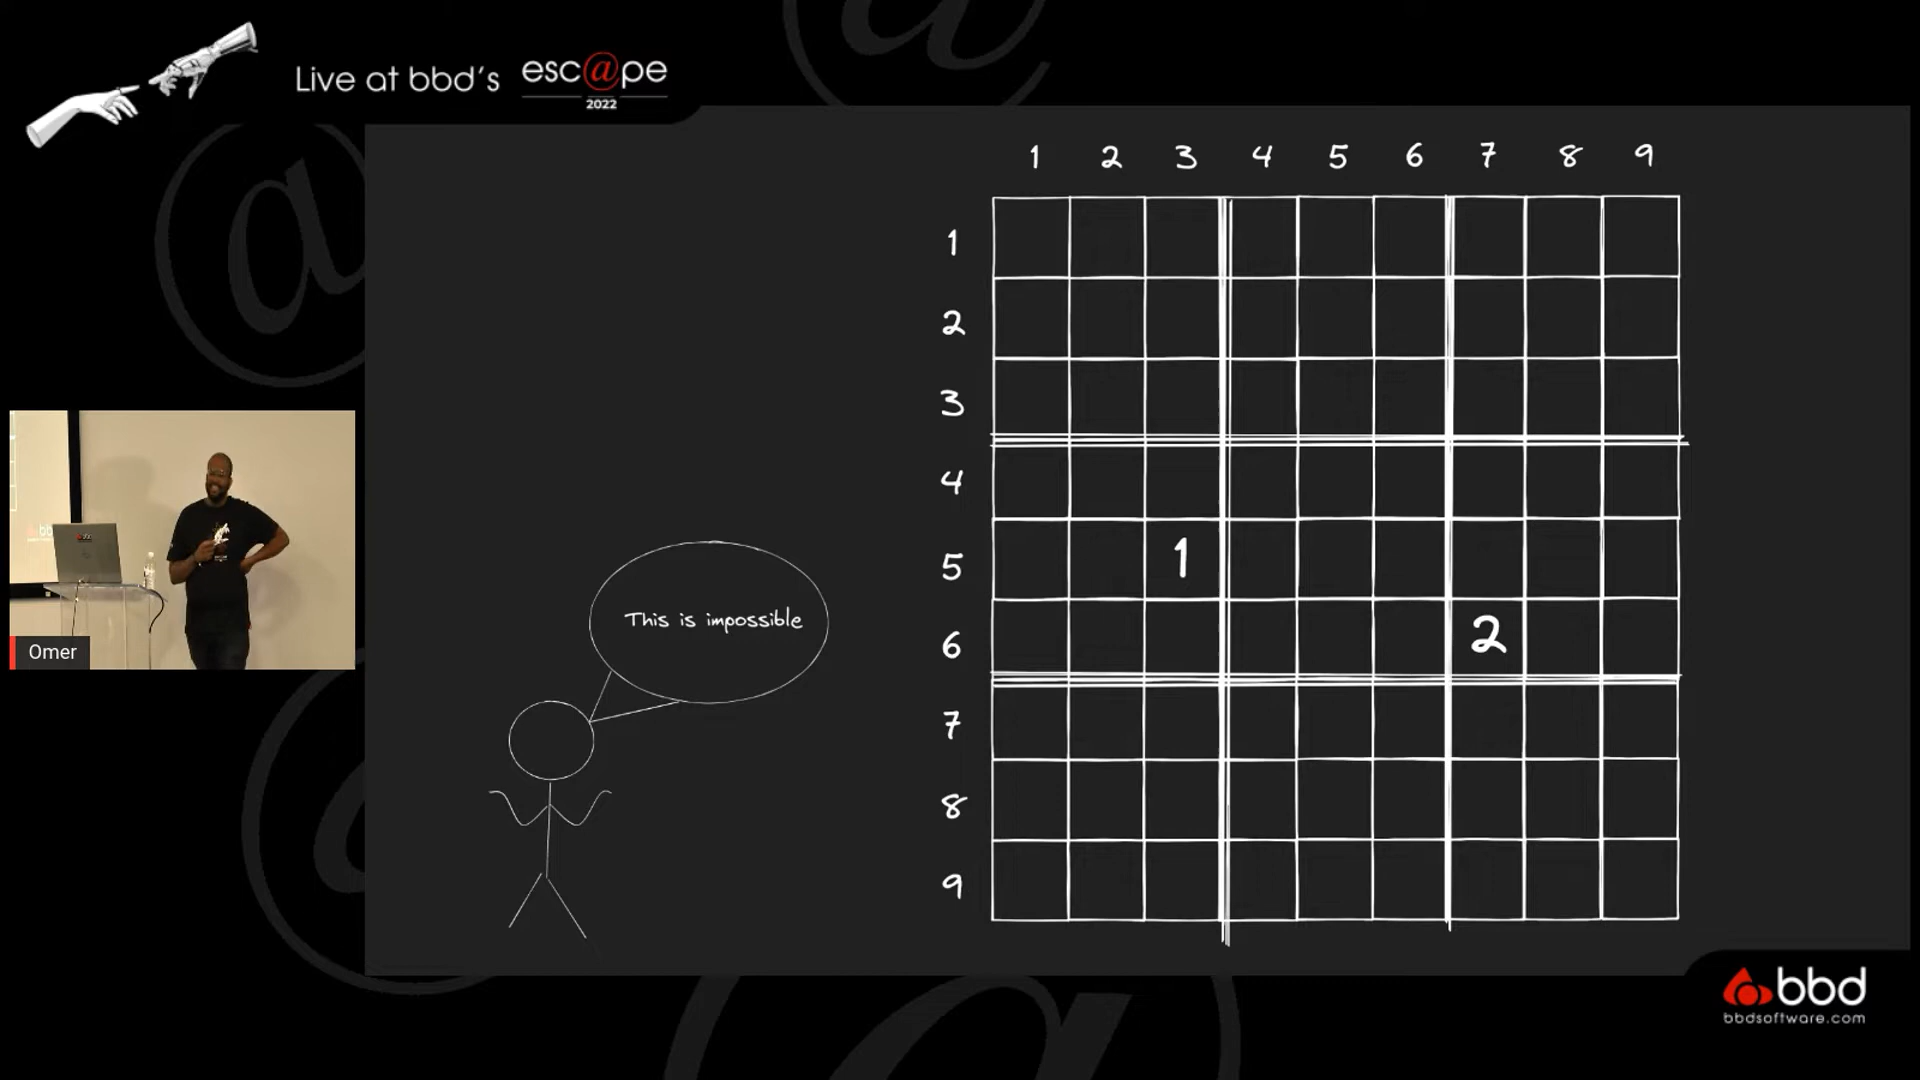 Live at bbd's esc@pe
2022
1 2 3 4 5 6 7 8 9
1
2
3
4
5 1
6 2
7
8
9
This is impossible
Omer
bbd
bbdsoftware.com